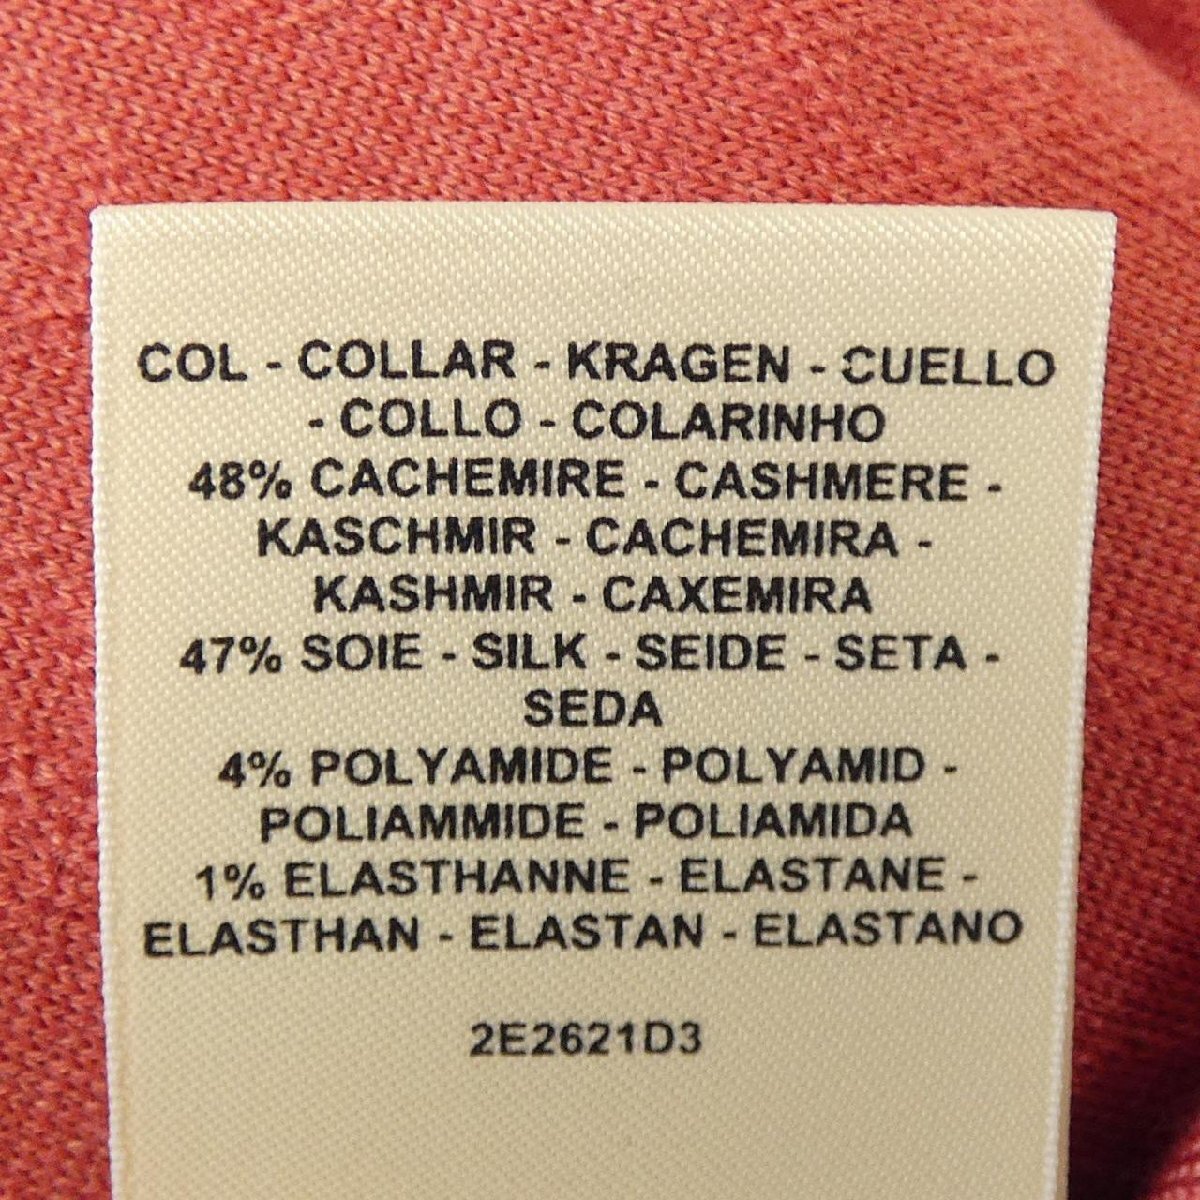 COL - COLLAR - KRAGEN - CUELLO
- COLLO - COLARINHO
48% CACHEMIRE - CASHMERE -
KASCHMIR - CACHEMIRA -
KASHMIR - CAXEMIRA
47% SOIE - SILK - SEIDE - SETA -
SEDA
4% POLYAMIDE - POLYAMID -
POLIAMMIDE - POLIAMIDA
1% ELASTHANNE - ELASTANE -
ELASTHAN - ELASTAN - ELASTANO
2E2621D3